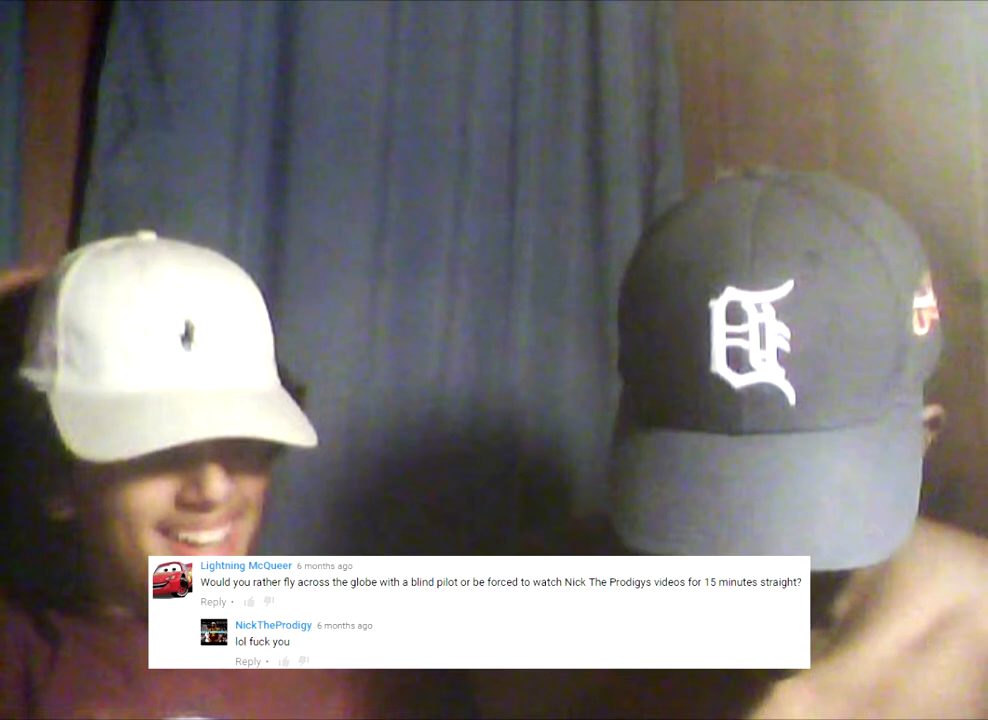 D
15
Lightning McQueer 6 months ago
Would you rather fly across the globe with a blind pilot or be forced to watch Nick The Prodigys videos for 15 minutes straight?
Reply •
NickTheProdigy 6 months ago
lol fuck you
Reply •